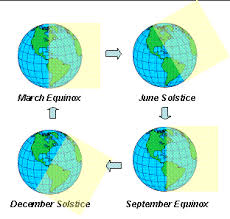 March Equinox
June Solstice
December Solstice
September Equinox